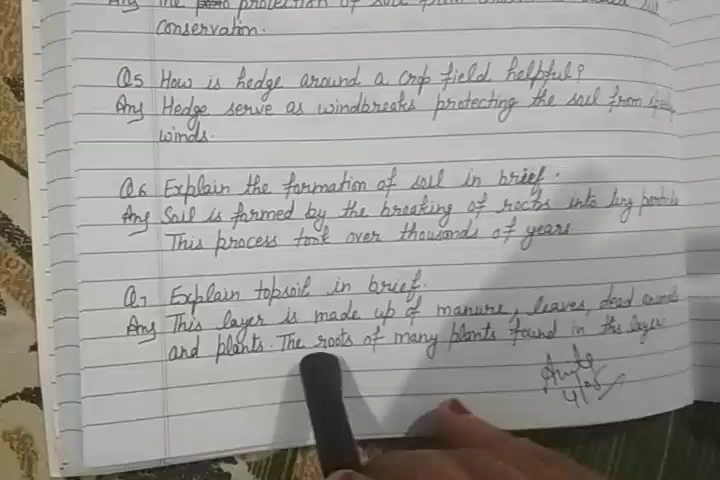 protection of soil
conservation.
Q5 How is hedge around a crop field helpful?
Ans Hedge serve as windbreaks protecting the soil from
winds.
Q6 Explain the formation of soil in brief.
Ans Soil is formed by the breaking of rocks into tiny particle
This process took over thousands of years
Q7 Explain topsoil in brief.
Ans This layer is made up of manure, leaves, dead animals
and plants. The roots of many plants found in the layer.